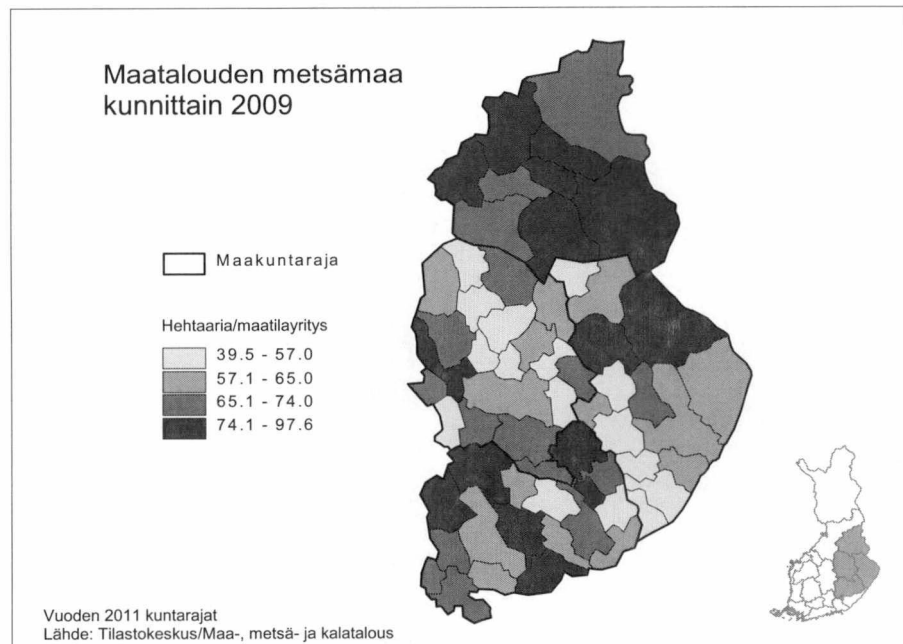 Maatalouden metsämaa
kunnittain 2009
Maakuntaraja
Hehtaaria/maatilayritys
39.5 - 57.0
57.1 - 65.0
65.1 - 74.0
74.1 - 97.6
Vuoden 2011 kuntarajat
Lähde: Tilastokeskus/Maa-, metsä- ja kalatalous